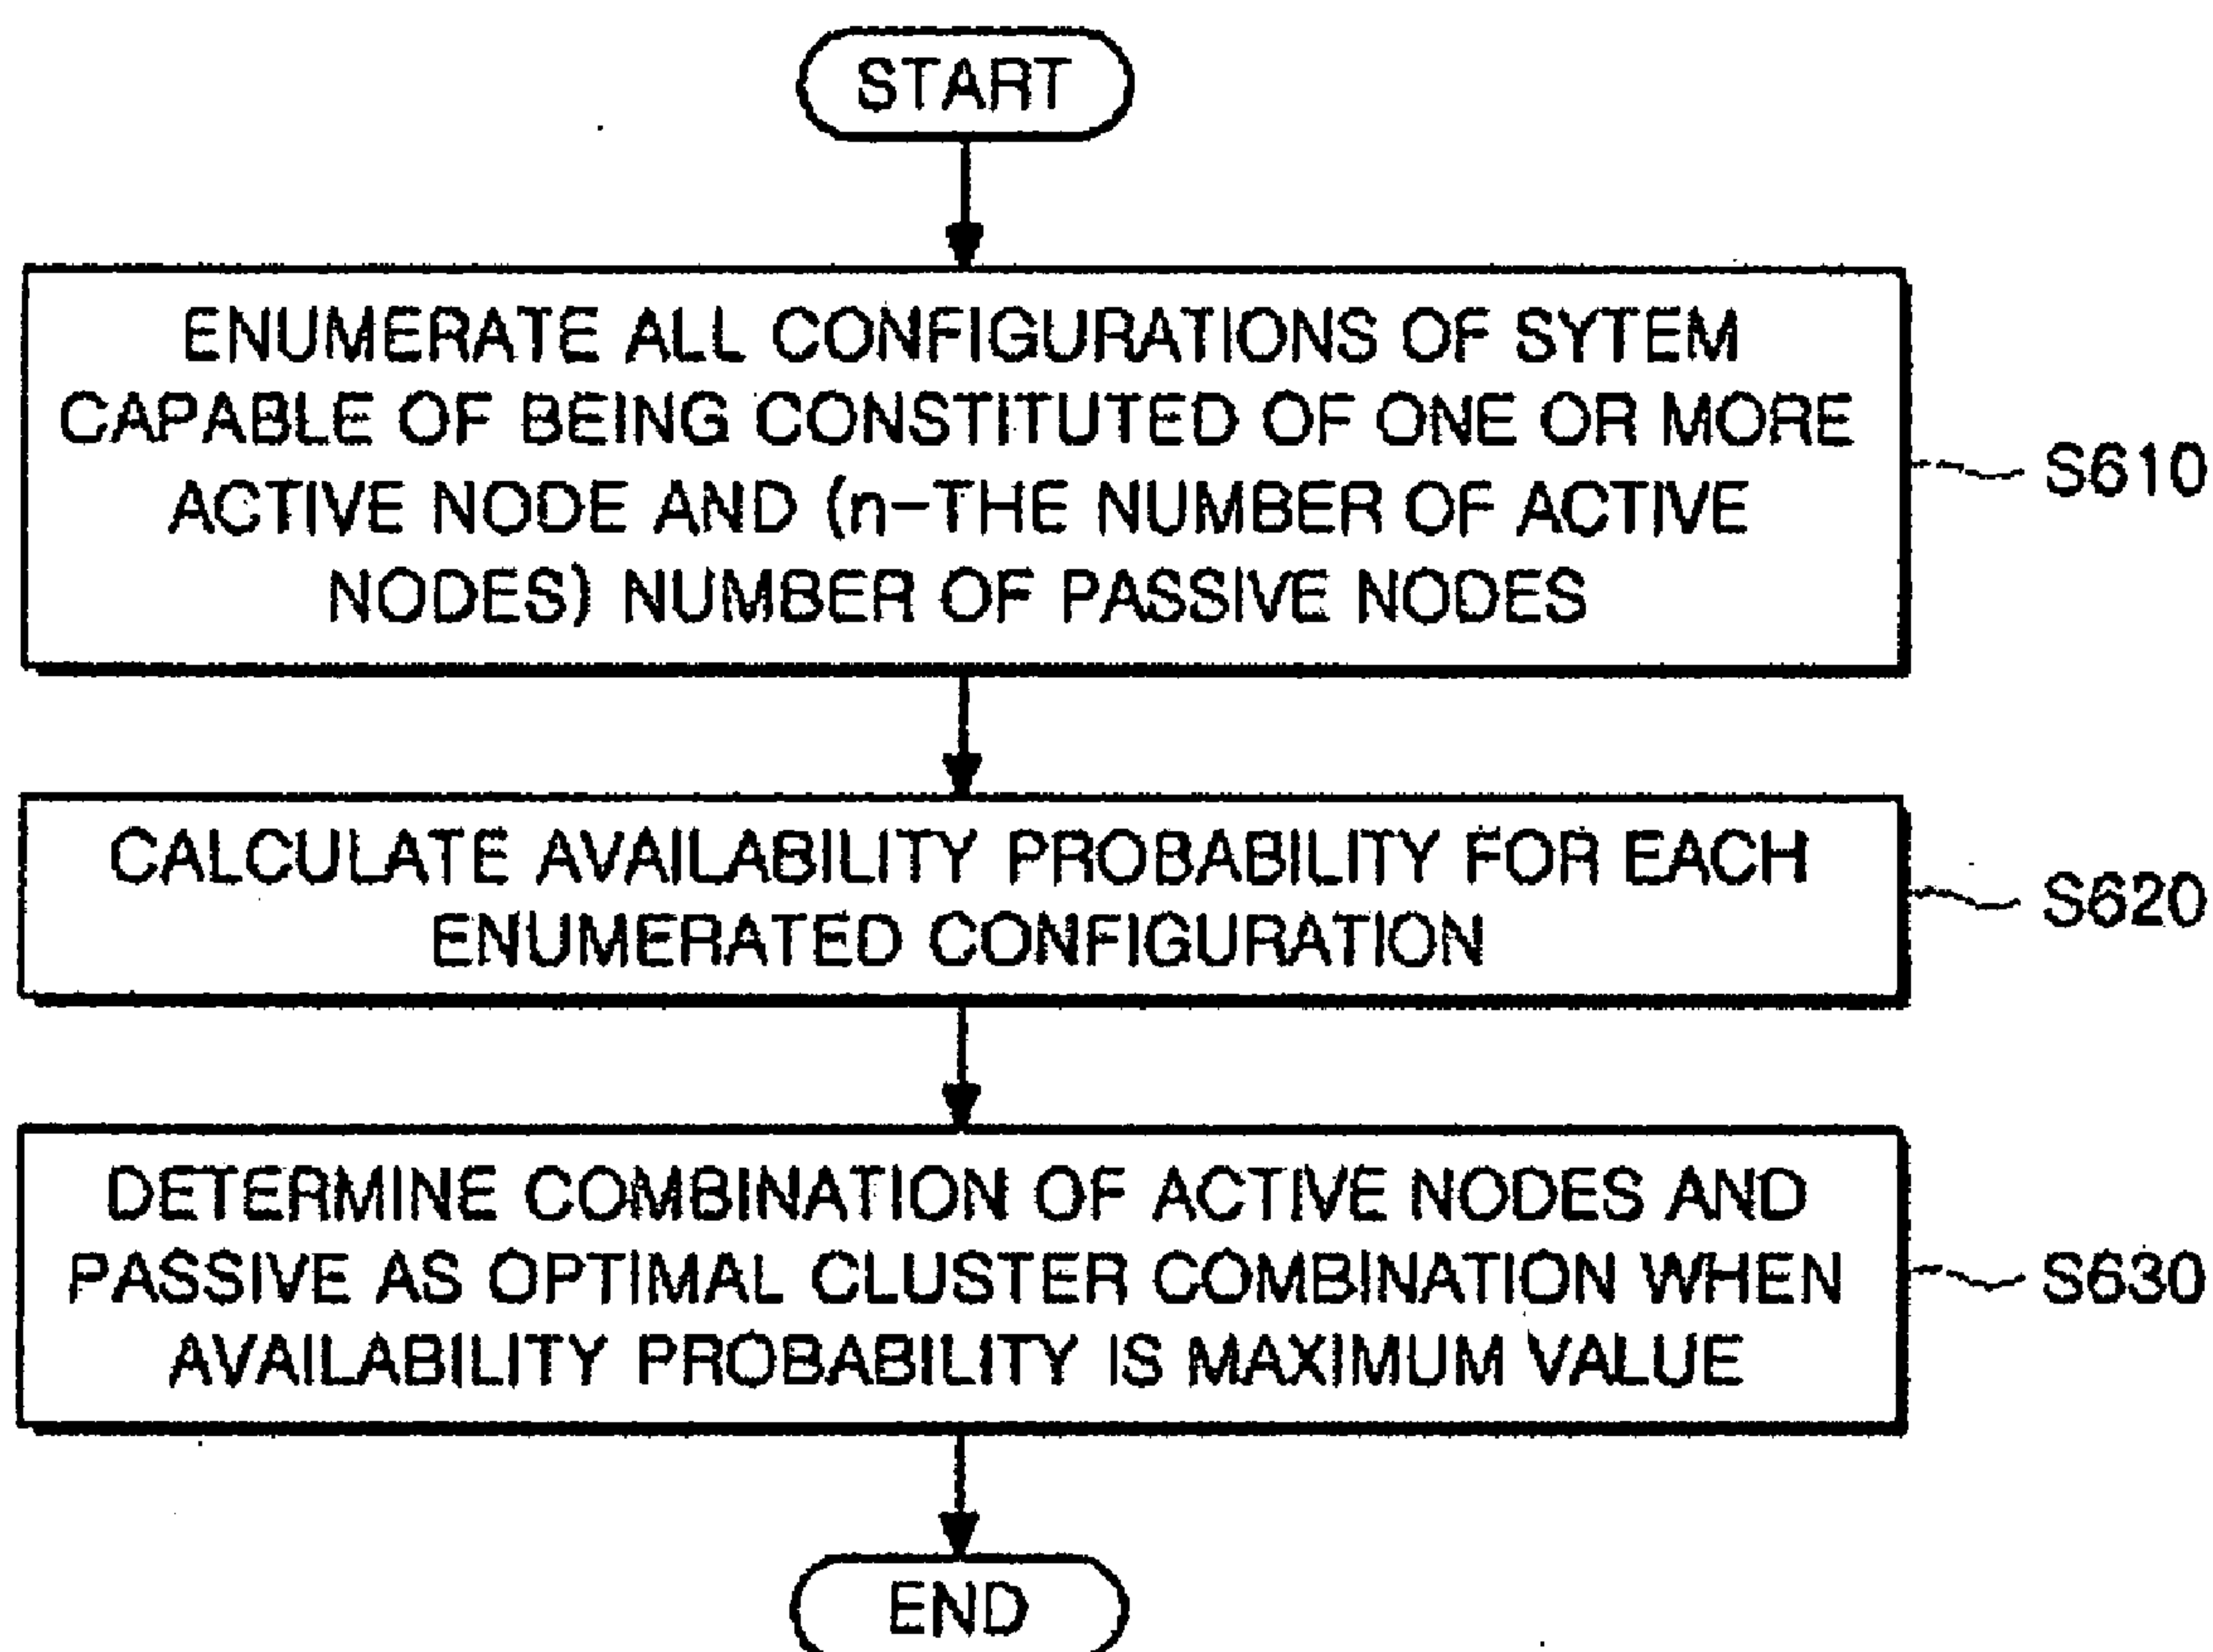 START
ENUMERATE ALL CONFIGURATIONS OF SYTEM
CAPABLE OF BEING CONSTITUTED OF ONE OR MORE
ACTIVE NODE AND (n-THE NUMBER OF ACTIVE
NODES) NUMBER OF PASSIVE NODES
S610
CALCULATE AVAILABILITY PROBABILITY FOR EACH
ENUMERATED CONFIGURATION
S620
DETERMINE COMBINATION OF ACTIVE NODES AND
PASSIVE AS OPTIMAL CLUSTER COMBINATION WHEN
AVAILABILITY PROBABILITY IS MAXIMUM VALUE
S630
END